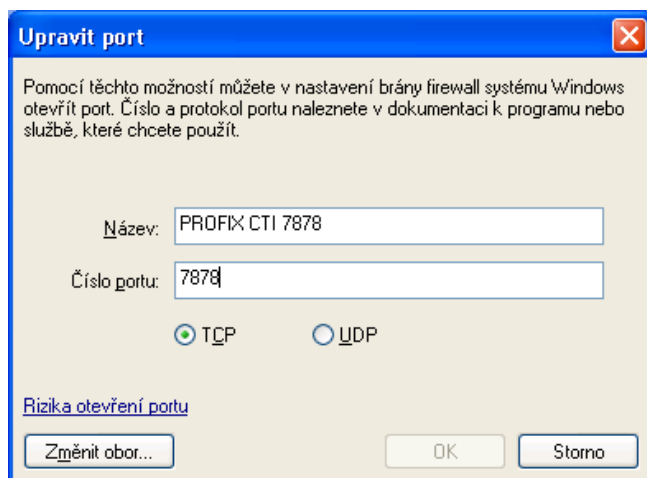 Upravit port
Pomocí těchto možností můžete v nastavení brány firewall systému Windows
otevřít port. Číslo a protokol portu naleznete v dokumentaci k programu nebo
službě, které chcete použít.
Název: PROFIX CTI 7878
Číslo portu: 7878
TCP UDP
Rizika otevření portu
Změnit obor... OK Storno